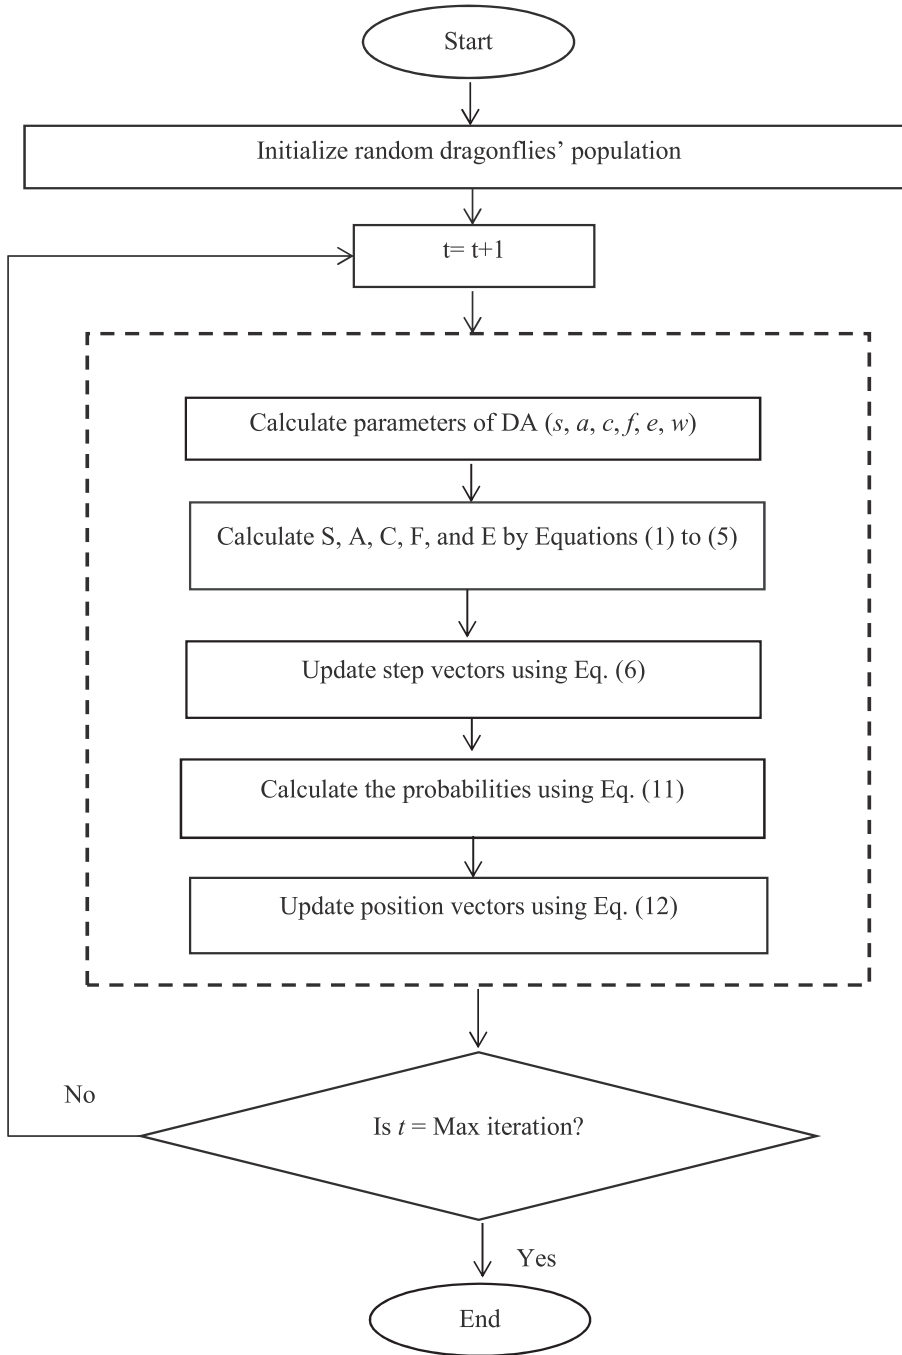 Start
Initialize random dragonflies’ population
t= t+1
Calculate parameters of DA (s, a, c, f, e, w)
Calculate S, A, C, F, and E by Equations (1) to (5)
Update step vectors using Eq. (6)
Calculate the probabilities using Eq. (11)
Update position vectors using Eq. (12)
No
Is t = Max iteration?
Yes
End